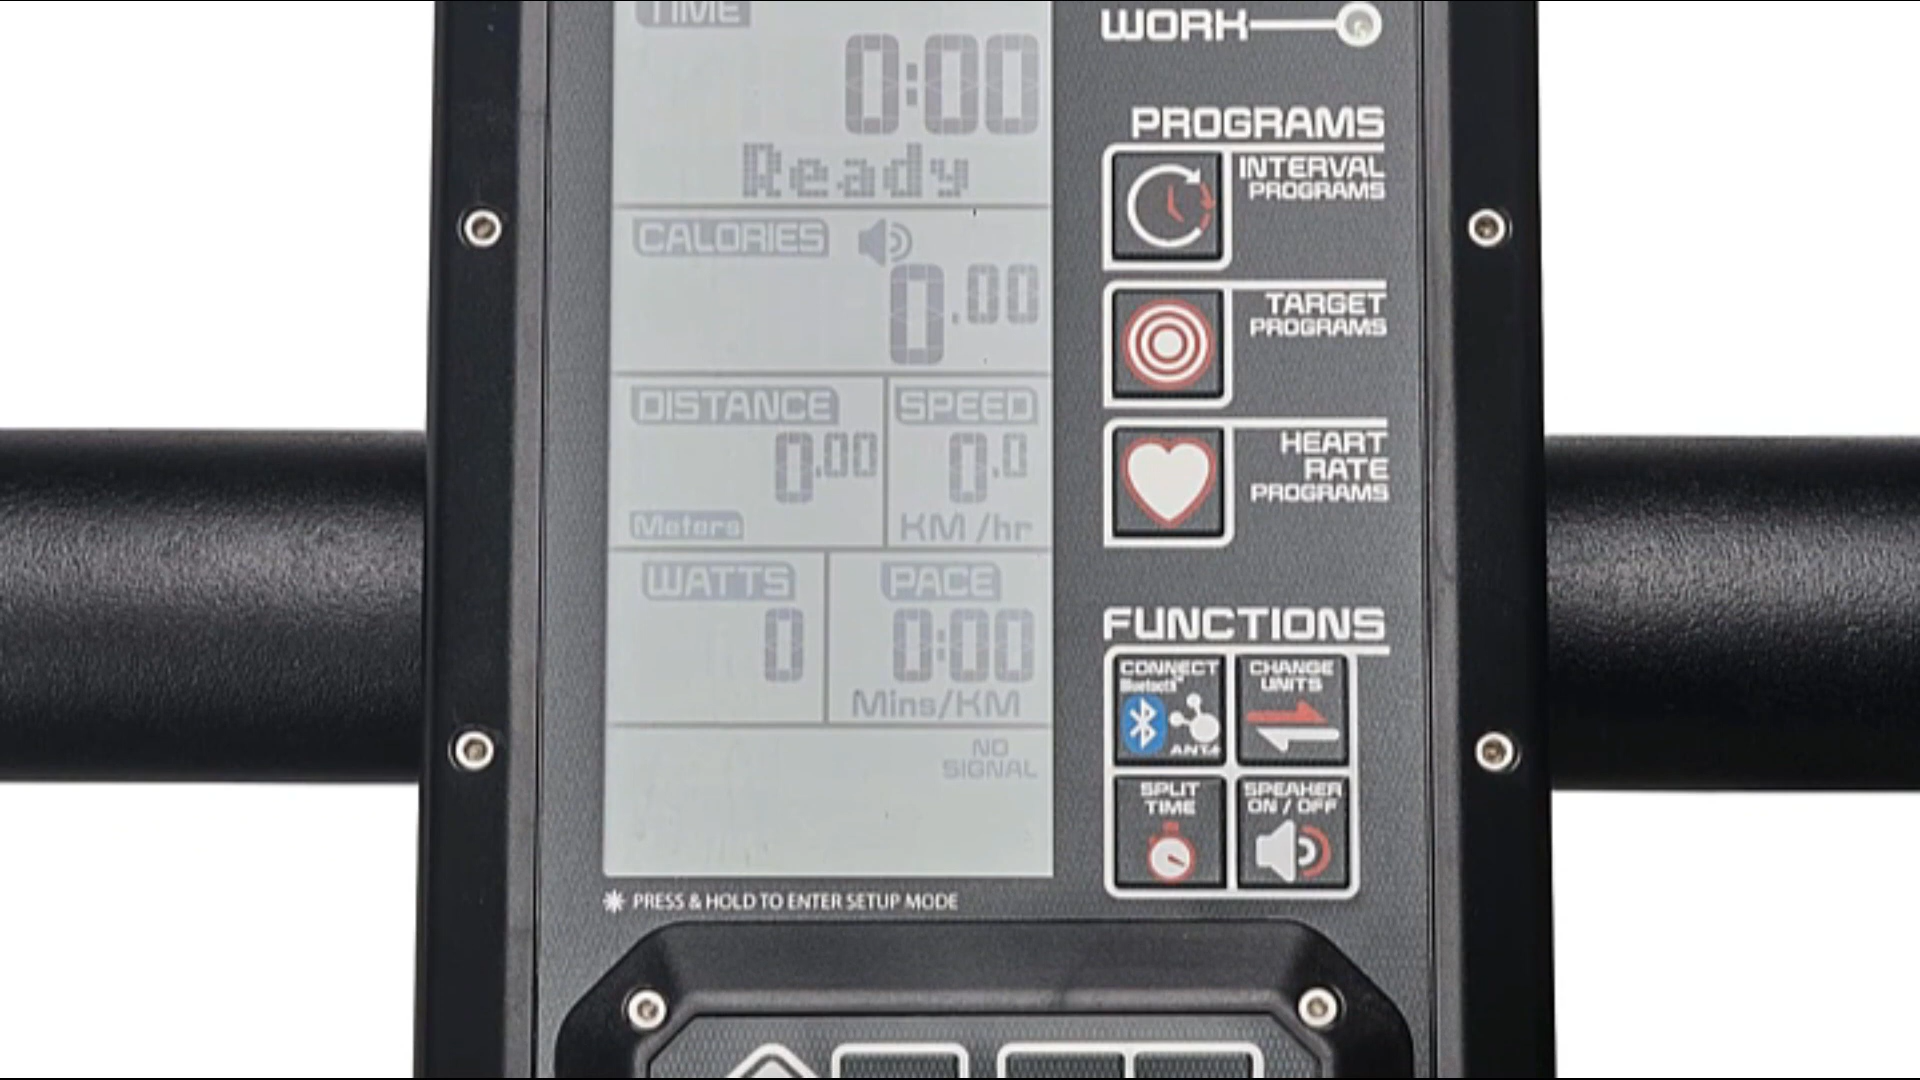 TIME
0:00
Ready
CALORIES
0.00
DISTANCE
0.00
Meters
SPEED
0.0
KM/hr
WATTS
0
PACE
0:00
Mins/KM
NO
SIGNAL
✳ PRESS & HOLD TO ENTER SETUP MODE
WORK
PROGRAMS
INTERVAL
PROGRAMS
TARGET
PROGRAMS
HEART
RATE
PROGRAMS
FUNCTIONS
CONNECT
Bluetooth™
ANT+
CHANGE
UNITS
SPLIT
TIME
SPEAKER
ON / OFF